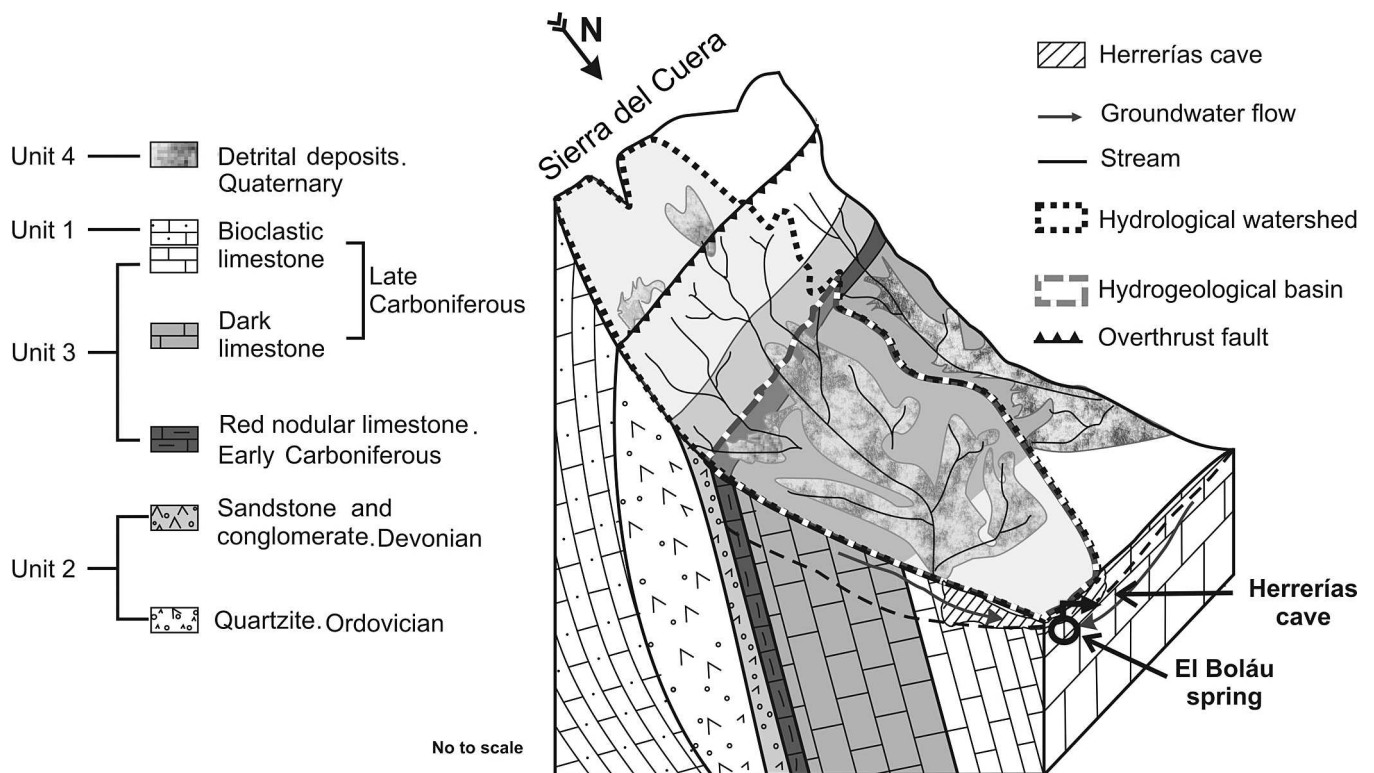 N
Sierra del Cuera
Unit 4
Detrital deposits.
Quaternary
Unit 1
Bioclastic
limestone
Late
Carboniferous
Unit 3
Dark
limestone
Red nodular limestone.
Early Carboniferous
Unit 2
Sandstone and
conglomerate.Devonian
Quartzite.Ordovician
No to scale
Herrerías cave
Groundwater flow
Stream
Hydrological watershed
Hydrogeological basin
Overthrust fault
Herrerías
cave
El Boláu
spring